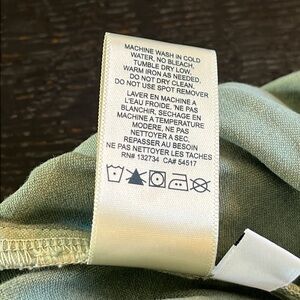 MACHINE WASH IN COLD
WATER, NO BLEACH,
TUMBLE DRY LOW,
WARM IRON AS NEEDED,
DO NOT DRY CLEAN,
DO NOT USE SPOT REMOVER
LAVER EN MACHINE A
L'EAU FROIDE, 'NE PAS
BLANCHIR, SECHAGE EN
MACHINE A TEMPERATURE
MODERE, NE PAS
NETTOYER A SEC,
REPASSER AU BESOIN
NE PAS NETTOYER LES TACHES
RN# 132734 CA# 54517